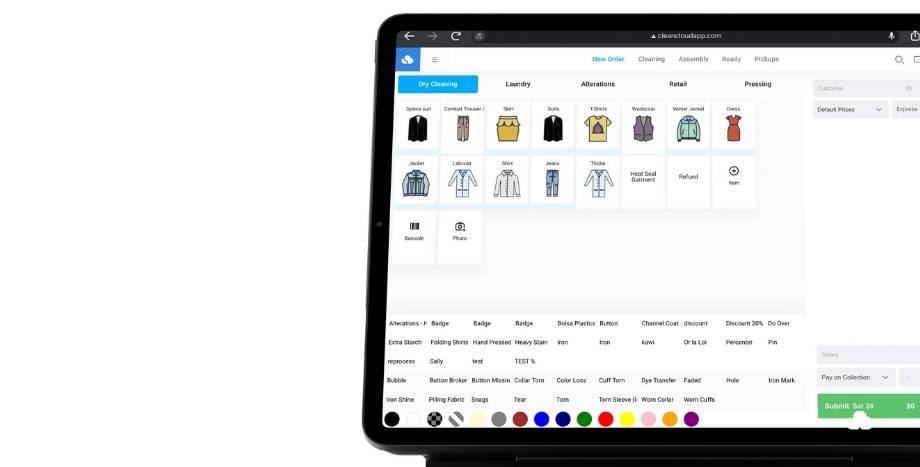 cleancloudapp.com
New Order Cleaning Assembly Ready Pickups
Dry Cleaning Laundry Alterations Retail Pressing
Customer
Default Prices Express
3piece suit Combat Trouser / Skirt Suits T-Shirts Waistcoat Winter Jacket Dress
Jacket Labcoat Shirt Jeans Thobe Heat Seal
Garment Refund Item
Barcode Photo
Alterations - H Badge Badge Badge Bolsa Plastico Button Channel Coat discount Discount 20% Do Over
Extra Starch Folding Shirts Hand Pressed Heavy Stain Iron Iron kawi Or la Loi Percenter Pin
reprocess Sally test TEST %
Notes
Bubble Button Broker Button Missin Collar Torn Color Loss Cuff Torn Dye Transfer Faded Hole Iron Mark
Pay on Collection
Iron Shine Pilling Fabric Snags Tear Torn Torn Sleeve Worn Collar Worn Cuffs
Submit Sat 24 $0